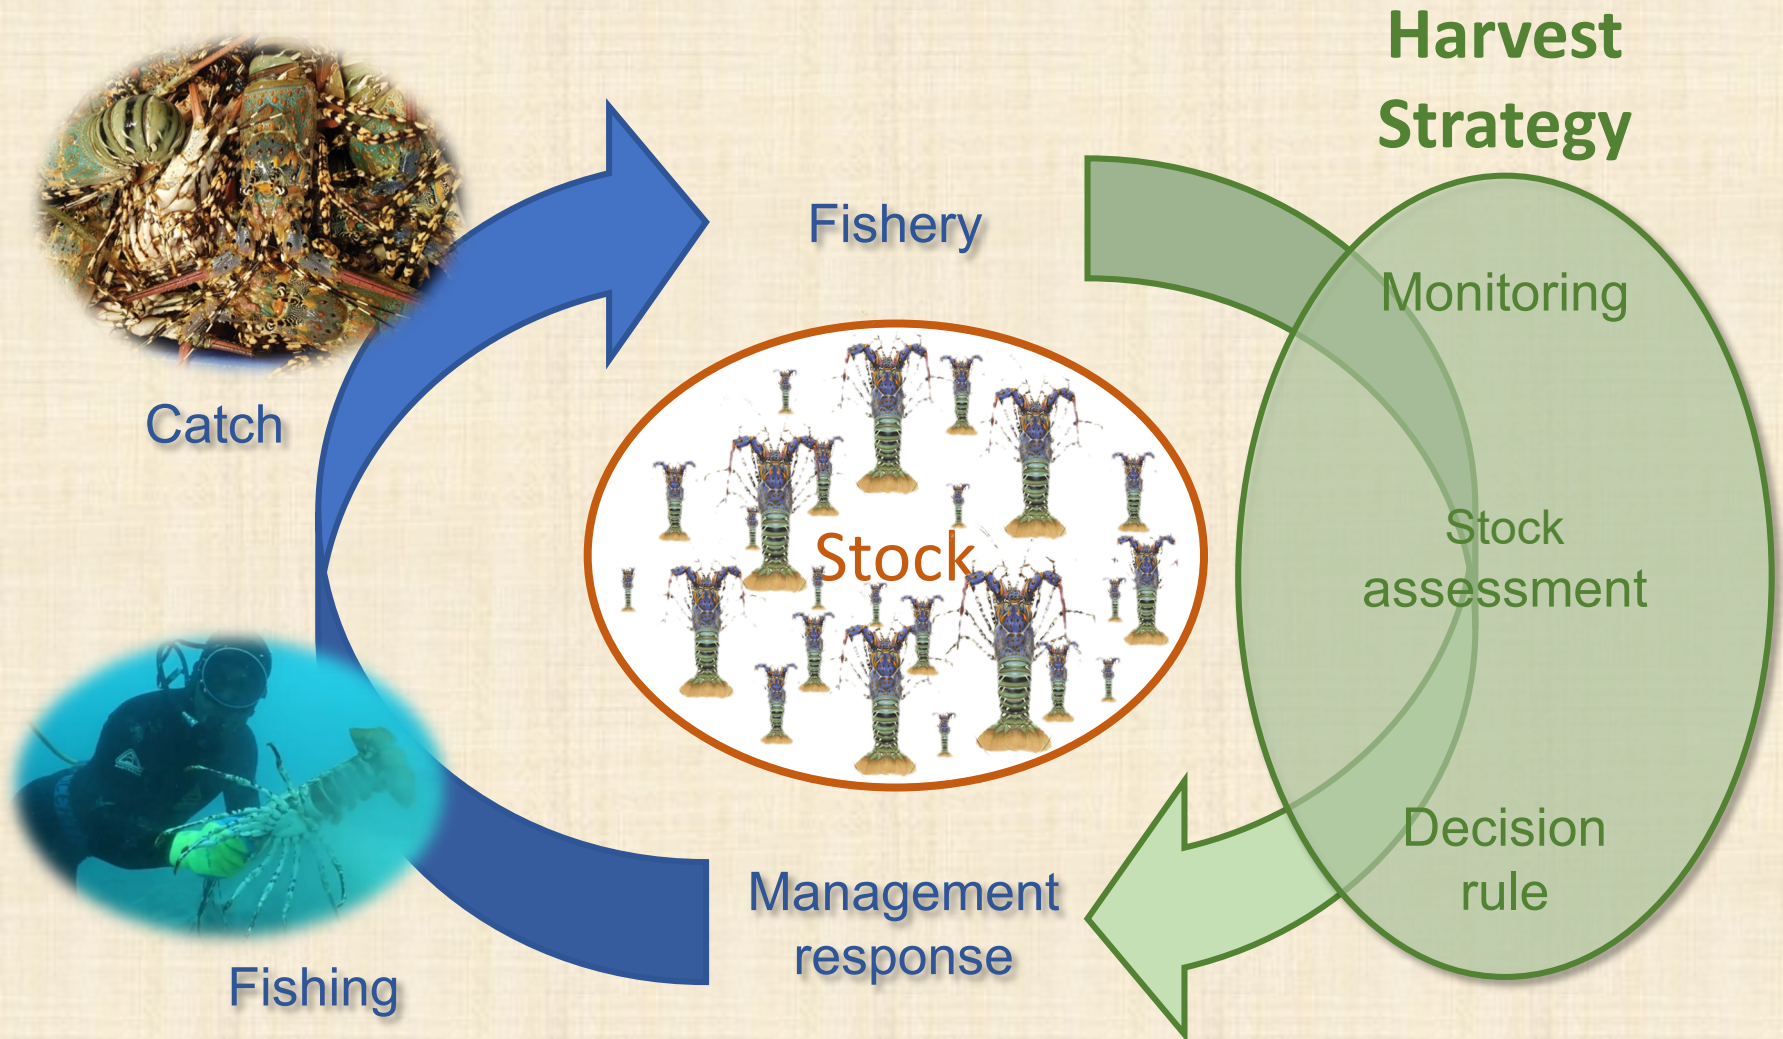 Harvest
Strategy
Fishery
Monitoring
Catch
Stock
Stock
assessment
Decision
rule
Management
response
Fishing